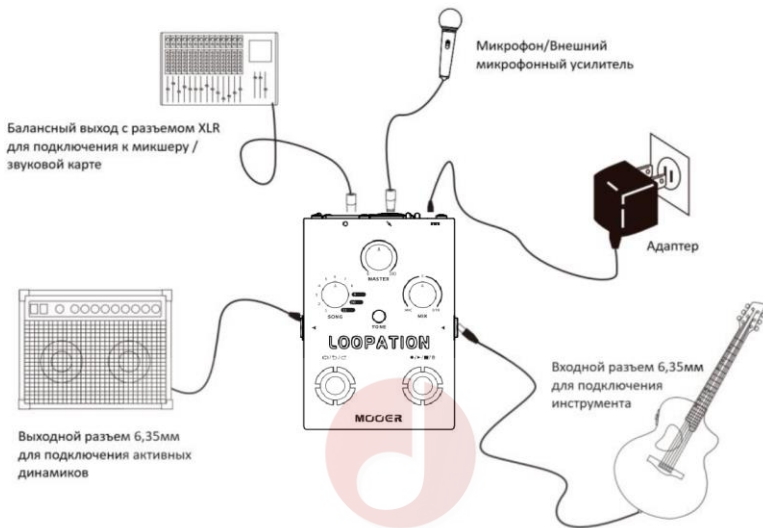 Микрофон/Внешний
микрофонный усилитель
Балансный выход с разъемом XLR
для подключения к микшеру /
звуковой карте
Адаптер
MASTER
SONG
MIX
TONE
LOOPATION
MOOER
Входной разъем 6,35мм
для подключения
инструмента
Выходной разъем 6,35мм
для подключения активных
динамиков